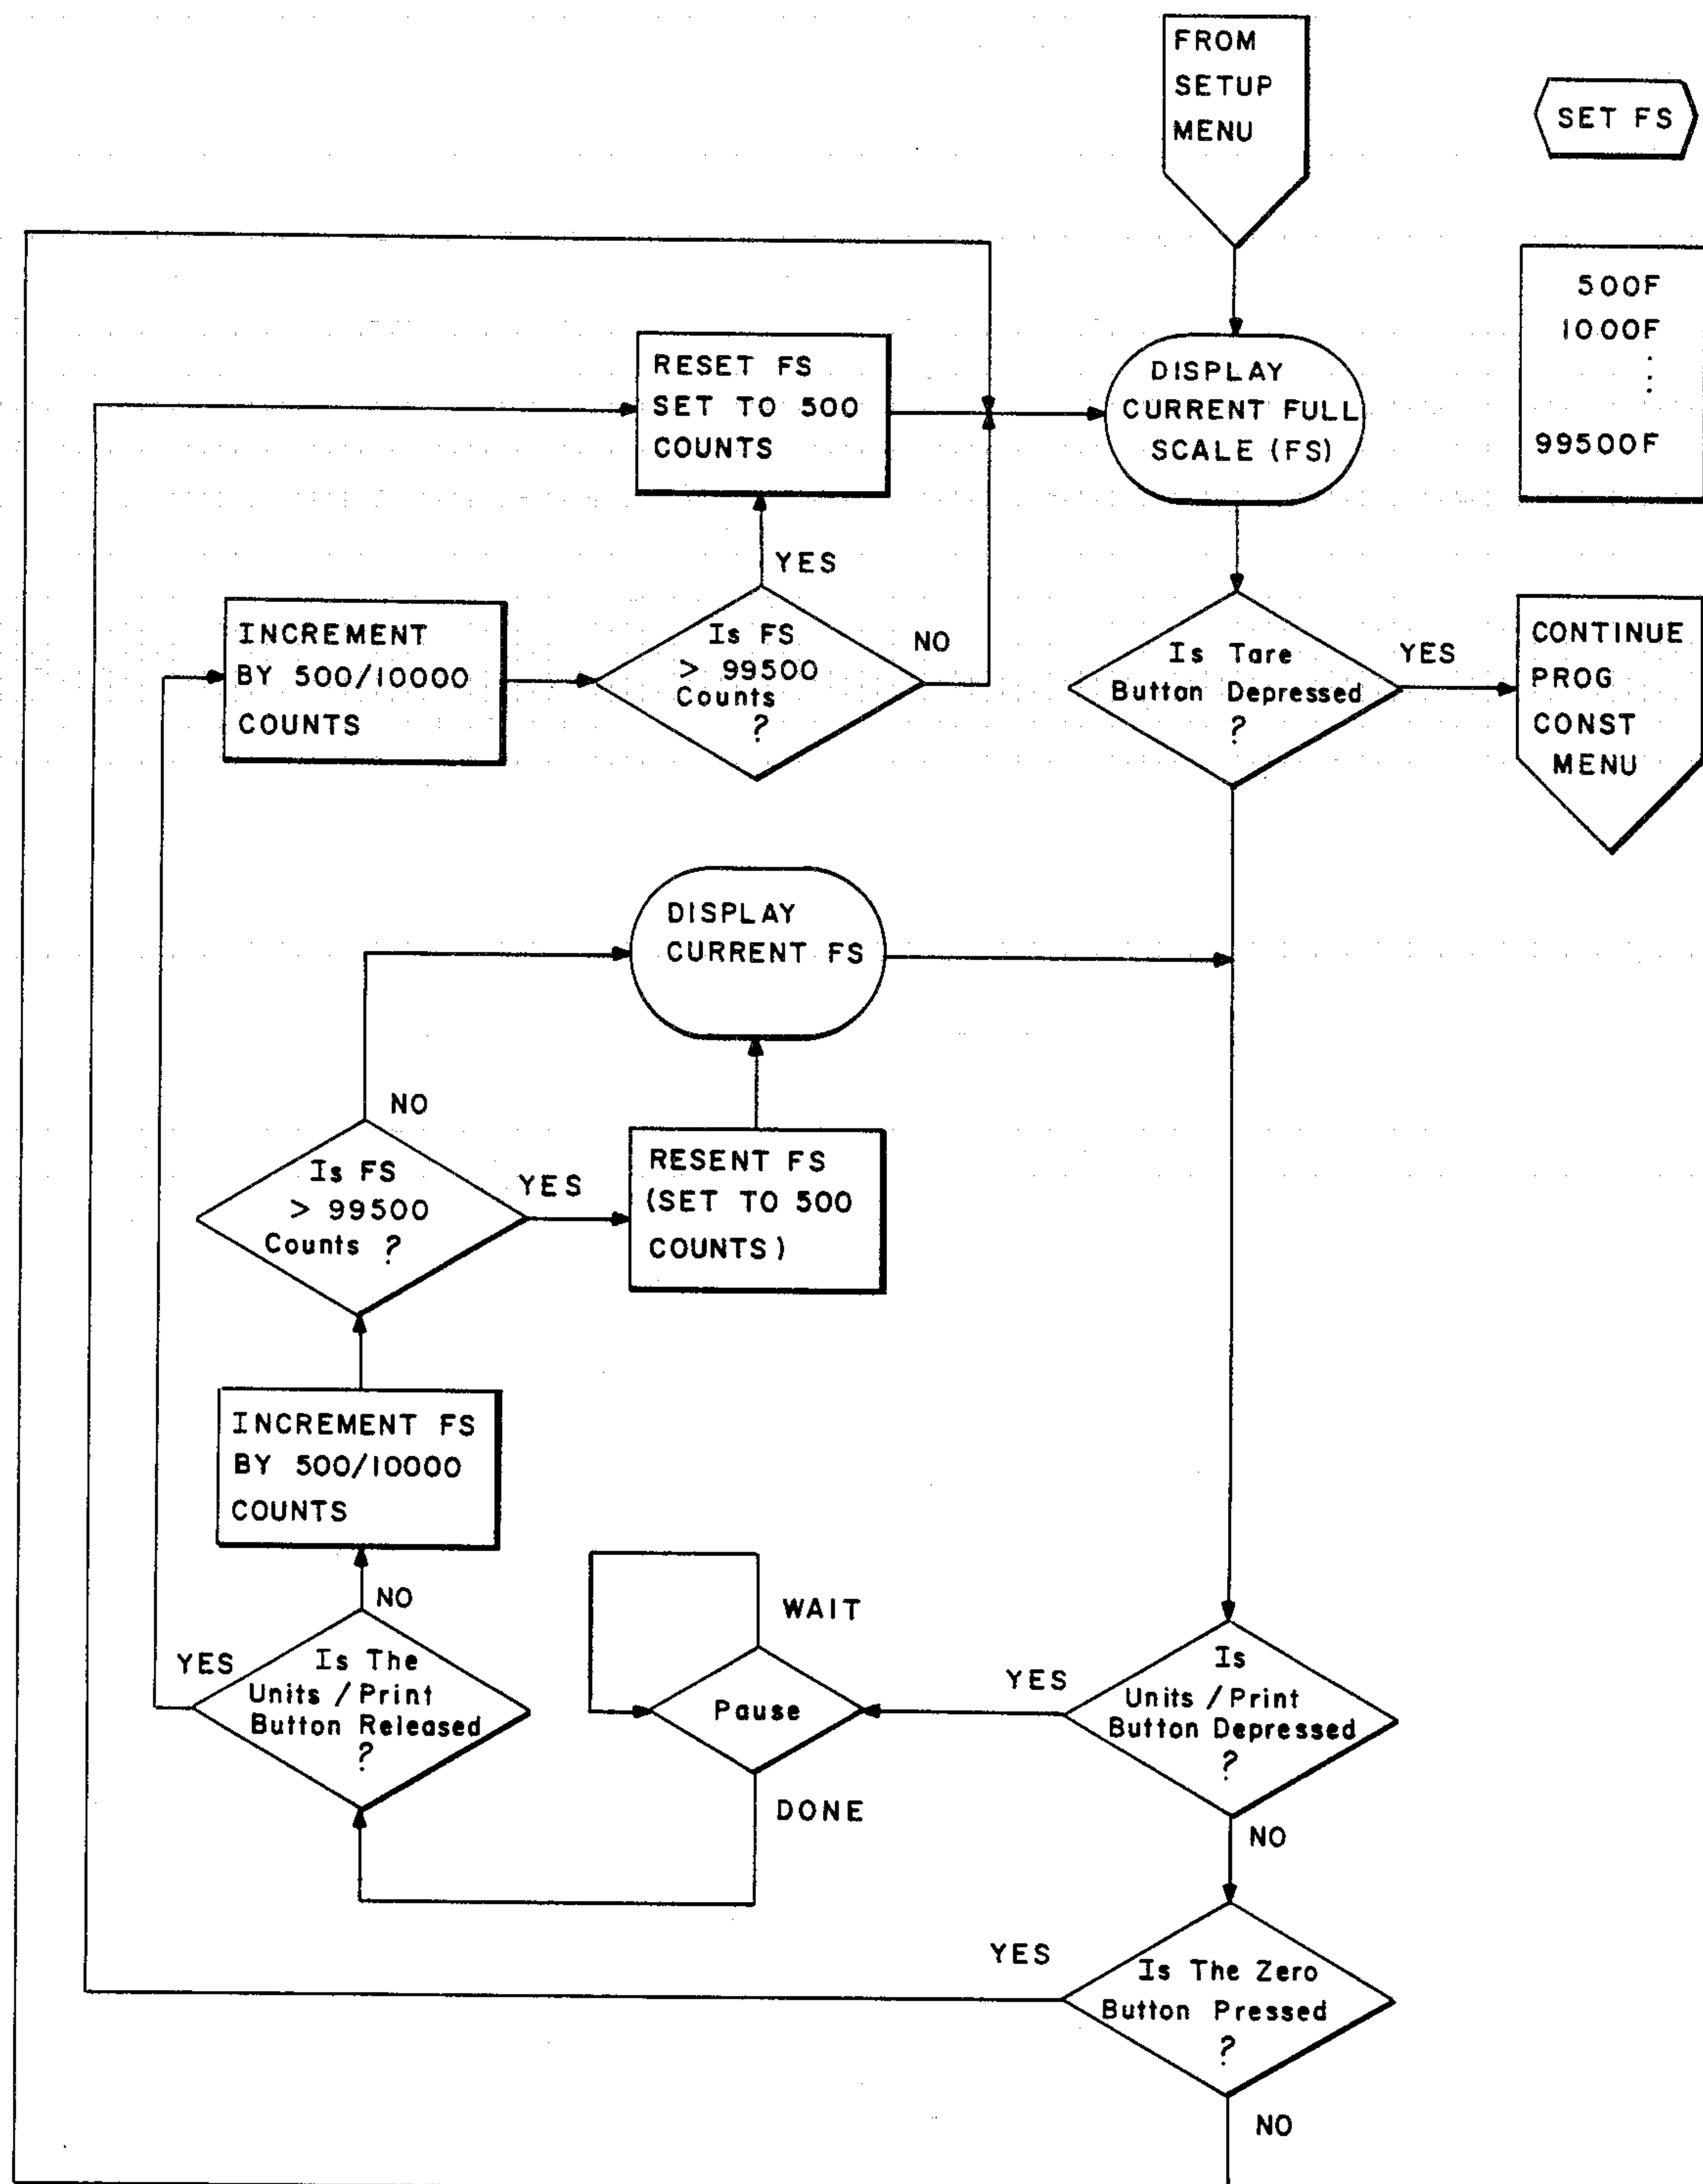 FROM
SETUP
MENU
SET FS
500F
1000F
:
99500F
RESET FS
SET TO 500
COUNTS
DISPLAY
CURRENT FULL
SCALE (FS)
YES
INCREMENT
BY 500/10000
COUNTS
Is FS
> 99500
Counts
?
NO
Is Tare
Button Depressed
?
YES
CONTINUE
PROG
CONST
MENU
DISPLAY
CURRENT FS
NO
Is FS
> 99500
Counts ?
YES
RESENT FS
(SET TO 500
COUNTS)
INCREMENT FS
BY 500/10000
COUNTS
NO
YES
Is The
Units / Print
Button Released
?
WAIT
Pause
DONE
YES
Is
Units / Print
Button Depressed
?
NO
YES
Is The Zero
Button Pressed
?
NO